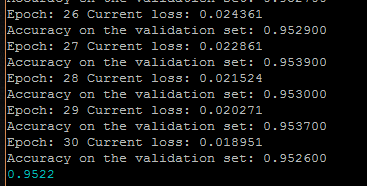 Accuracy on the validation set:
Epoch: 26 Current loss: 0.024361
Accuracy on the validation set: 0.952900
Epoch: 27 Current loss: 0.022861
Accuracy on the validation set: 0.953900
Epoch: 28 Current loss: 0.021524
Accuracy on the validation set: 0.953000
Epoch: 29 Current loss: 0.020271
Accuracy on the validation set: 0.953700
Epoch: 30 Current loss: 0.018951
Accuracy on the validation set: 0.952600
0.9522